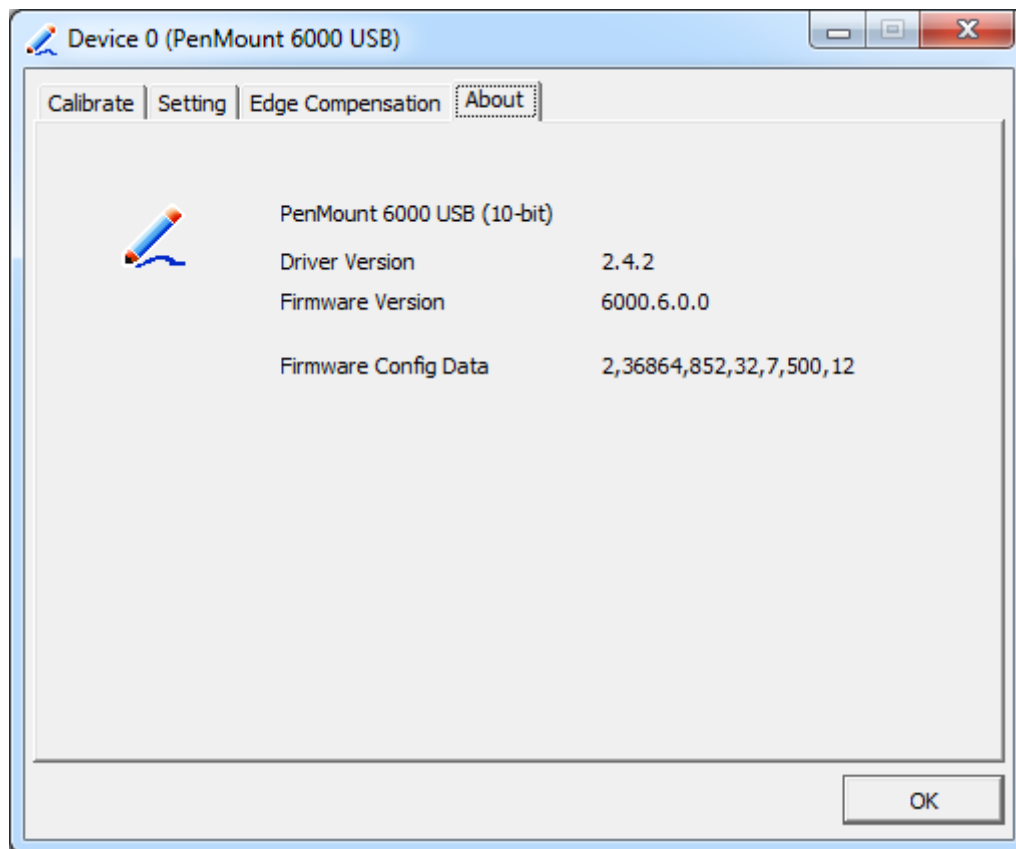 Device 0 (PenMount 6000 USB)
Calibrate Setting Edge Compensation About
PenMount 6000 USB (10-bit)
Driver Version 2.4.2
Firmware Version 6000.6.0.0
Firmware Config Data 2,36864,852,32,7,500,12
OK